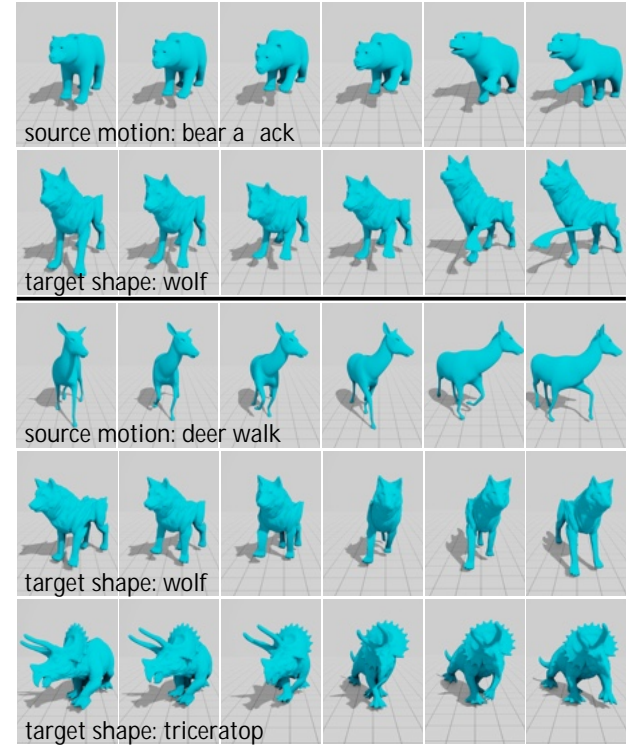 source motion: bear a ack
target shape: wolf
source motion: deer walk
target shape: wolf
target shape: triceratop